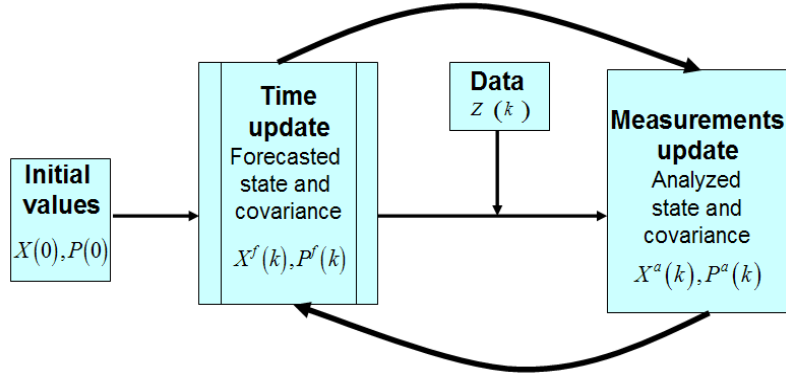 Initial
values
X(0),P(0)
Time
update
Forecasted
state and
covariance
X^f(k),P^f(k)
Data
Z (k)
Measurements
update
Analyzed
state and
covariance
X^a(k),P^a(k)